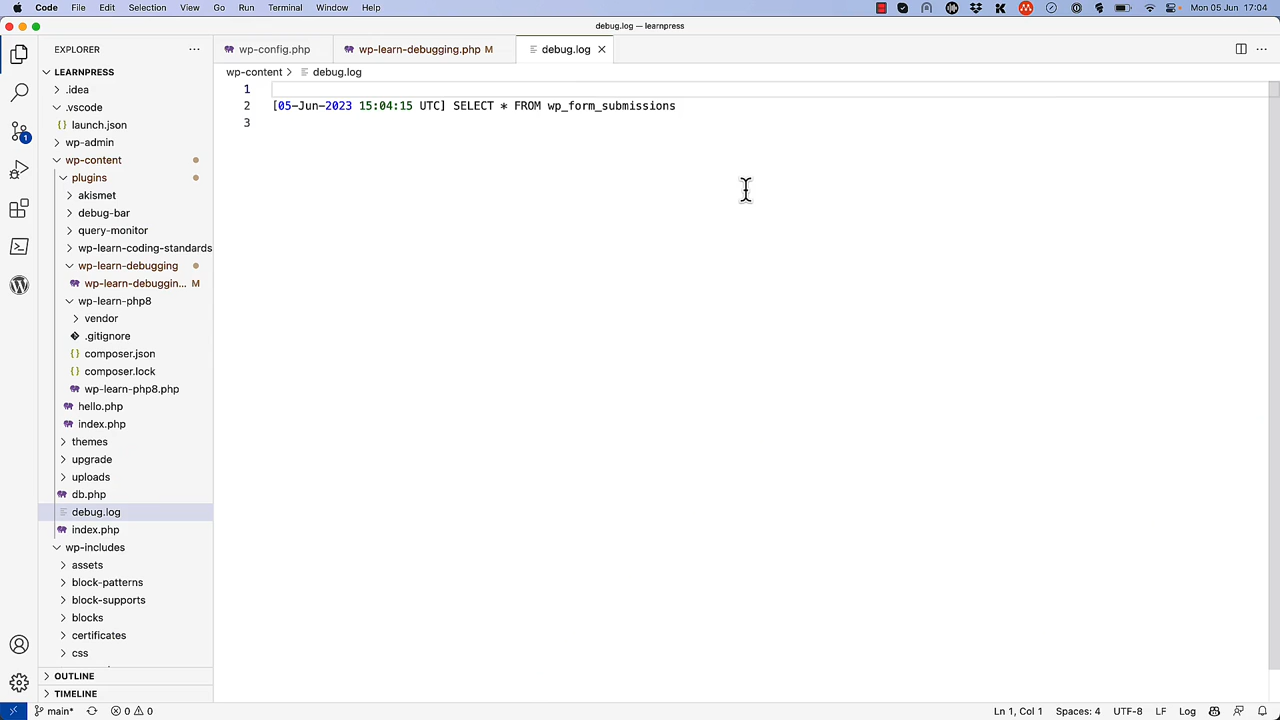 Code File Edit Selection View Go Run Terminal Window Help Mon 05 Jun 17:04
debug.log — learnpress
EXPLORER
wp-config.php
wp-learn-debugging.php M
debug.log
wp-content > debug.log
LEARNPRESS
.idea
.vscode
launch.json
wp-admin
wp-content
plugins
akismet
debug-bar
query-monitor
wp-learn-coding-standards
wp-learn-debugging
wp-learn-debuggin... M
wp-learn-php8
vendor
.gitignore
composer.json
composer.lock
wp-learn-php8.php
hello.php
index.php
themes
upgrade
uploads
db.php
debug.log
index.php
wp-includes
assets
block-patterns
block-supports
blocks
certificates
css
OUTLINE
TIMELINE
1
2 [05-Jun-2023 15:04:15 UTC] SELECT * FROM wp_form_submissions
3
1
main* 0 0 Ln 1, Col 1 Spaces: 4 UTF-8 LF Log